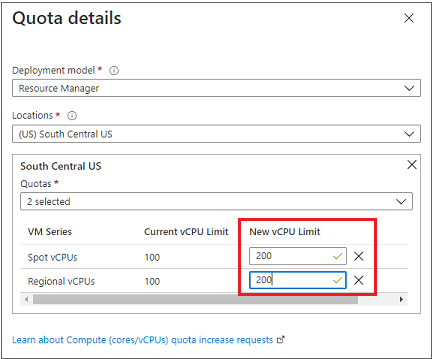 Quota details
Deployment model *
Resource Manager
Locations *
(US) South Central US
South Central US
Quotas *
2 selected
VM Series Current vCPU Limit New vCPU Limit
Spot vCPUs 100 200
Regional vCPUs 100 200
Learn about Compute (cores/vCPUs) quota increase requests